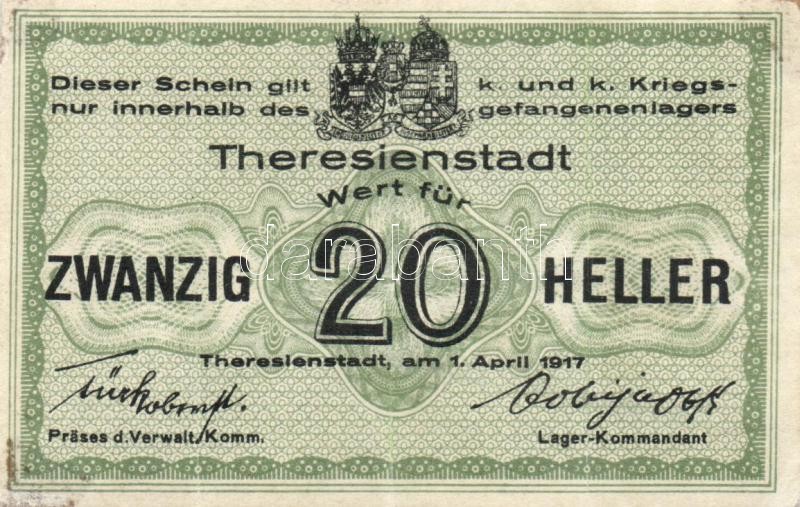 Dieser Schein gilt k. und k. Kriegs-
nur innerhalb des gefangenenlagers
Theresienstadt
Wert für
ZWANZIG 20 HELLER
darabanth
Theresienstadt, am 1. April 1917
Präses d. Verwalt. Komm. Lager-Kommandant